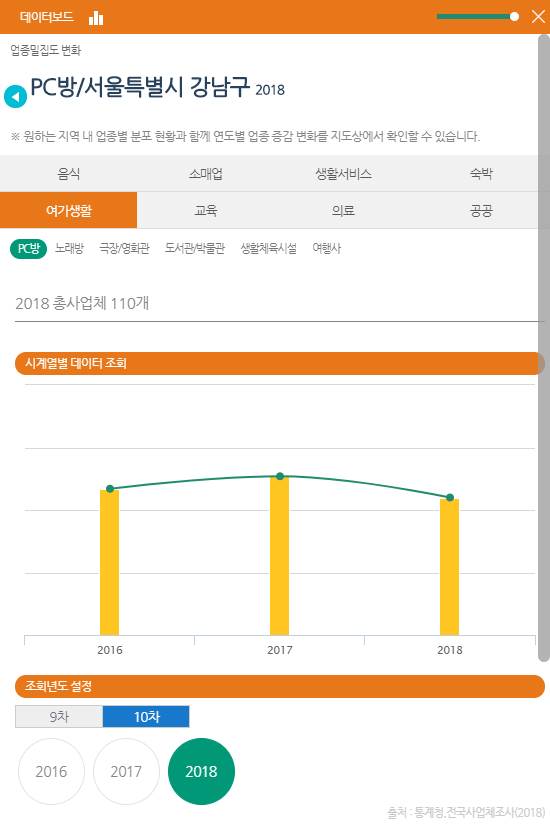 데이터보드
업종밀집도 변화
PC방/서울특별시 강남구 2018
※ 원하는 지역 내 업종별 분포 현황과 함께 연도별 업종 증감 변화를 지도상에서 확인할 수 있습니다.
음식 소매업 생활서비스 숙박
여가생활 교육 의료 공공
PC방 노래방 극장/영화관 도서관/박물관 생활체육시설 여행사
2018 총사업체 110개
시계열별 데이터 조회
2016 2017 2018
조회년도 설정
9차 10차
2016 2017 2018
출처 : 통계청,전국사업체조사(2018)